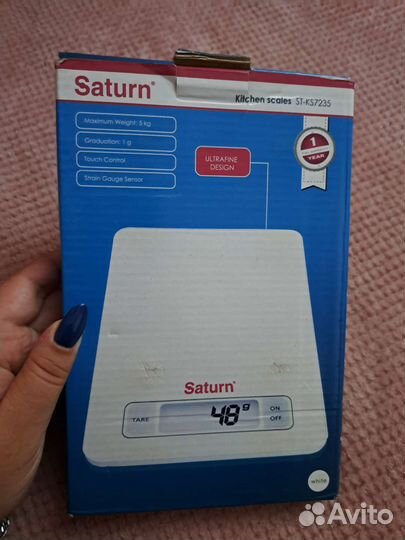 Saturn®
Kitchen scales ST-KS7235
Maximum Weight: 5 kg
Graduation: 1 g
Touch Control
Strain Gauge Sensor
ULTRAFINE
DESIGN
1
YEAR
Saturn®
TARE
48 g
ON
OFF
white
Avito